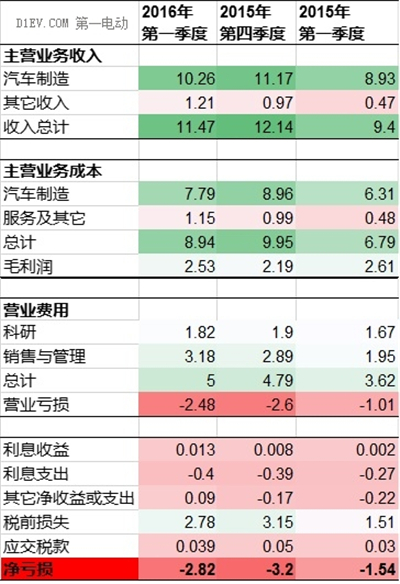 D1EV.COM 第一电动 2016年 2015年 2015年
第一季度 第四季度 第一季度
主营业务收入
汽车制造 10.26 11.17 8.93
其它收入 1.21 0.97 0.47
收入总计 11.47 12.14 9.4
主营业务成本
汽车制造 7.79 8.96 6.31
服务及其它 1.15 0.99 0.48
总计 8.94 9.95 6.79
毛利润 2.53 2.19 2.61
营业费用
科研 1.82 1.9 1.67
销售与管理 3.18 2.89 1.95
总计 5 4.79 3.62
营业亏损 -2.48 -2.6 -1.01
利息收益 0.013 0.008 0.002
利息支出 -0.4 -0.39 -0.27
其它净收益或支出 0.09 -0.17 -0.22
税前损失 2.78 3.15 1.51
应交税款 0.039 0.05 0.03
净亏损 -2.82 -3.2 -1.54